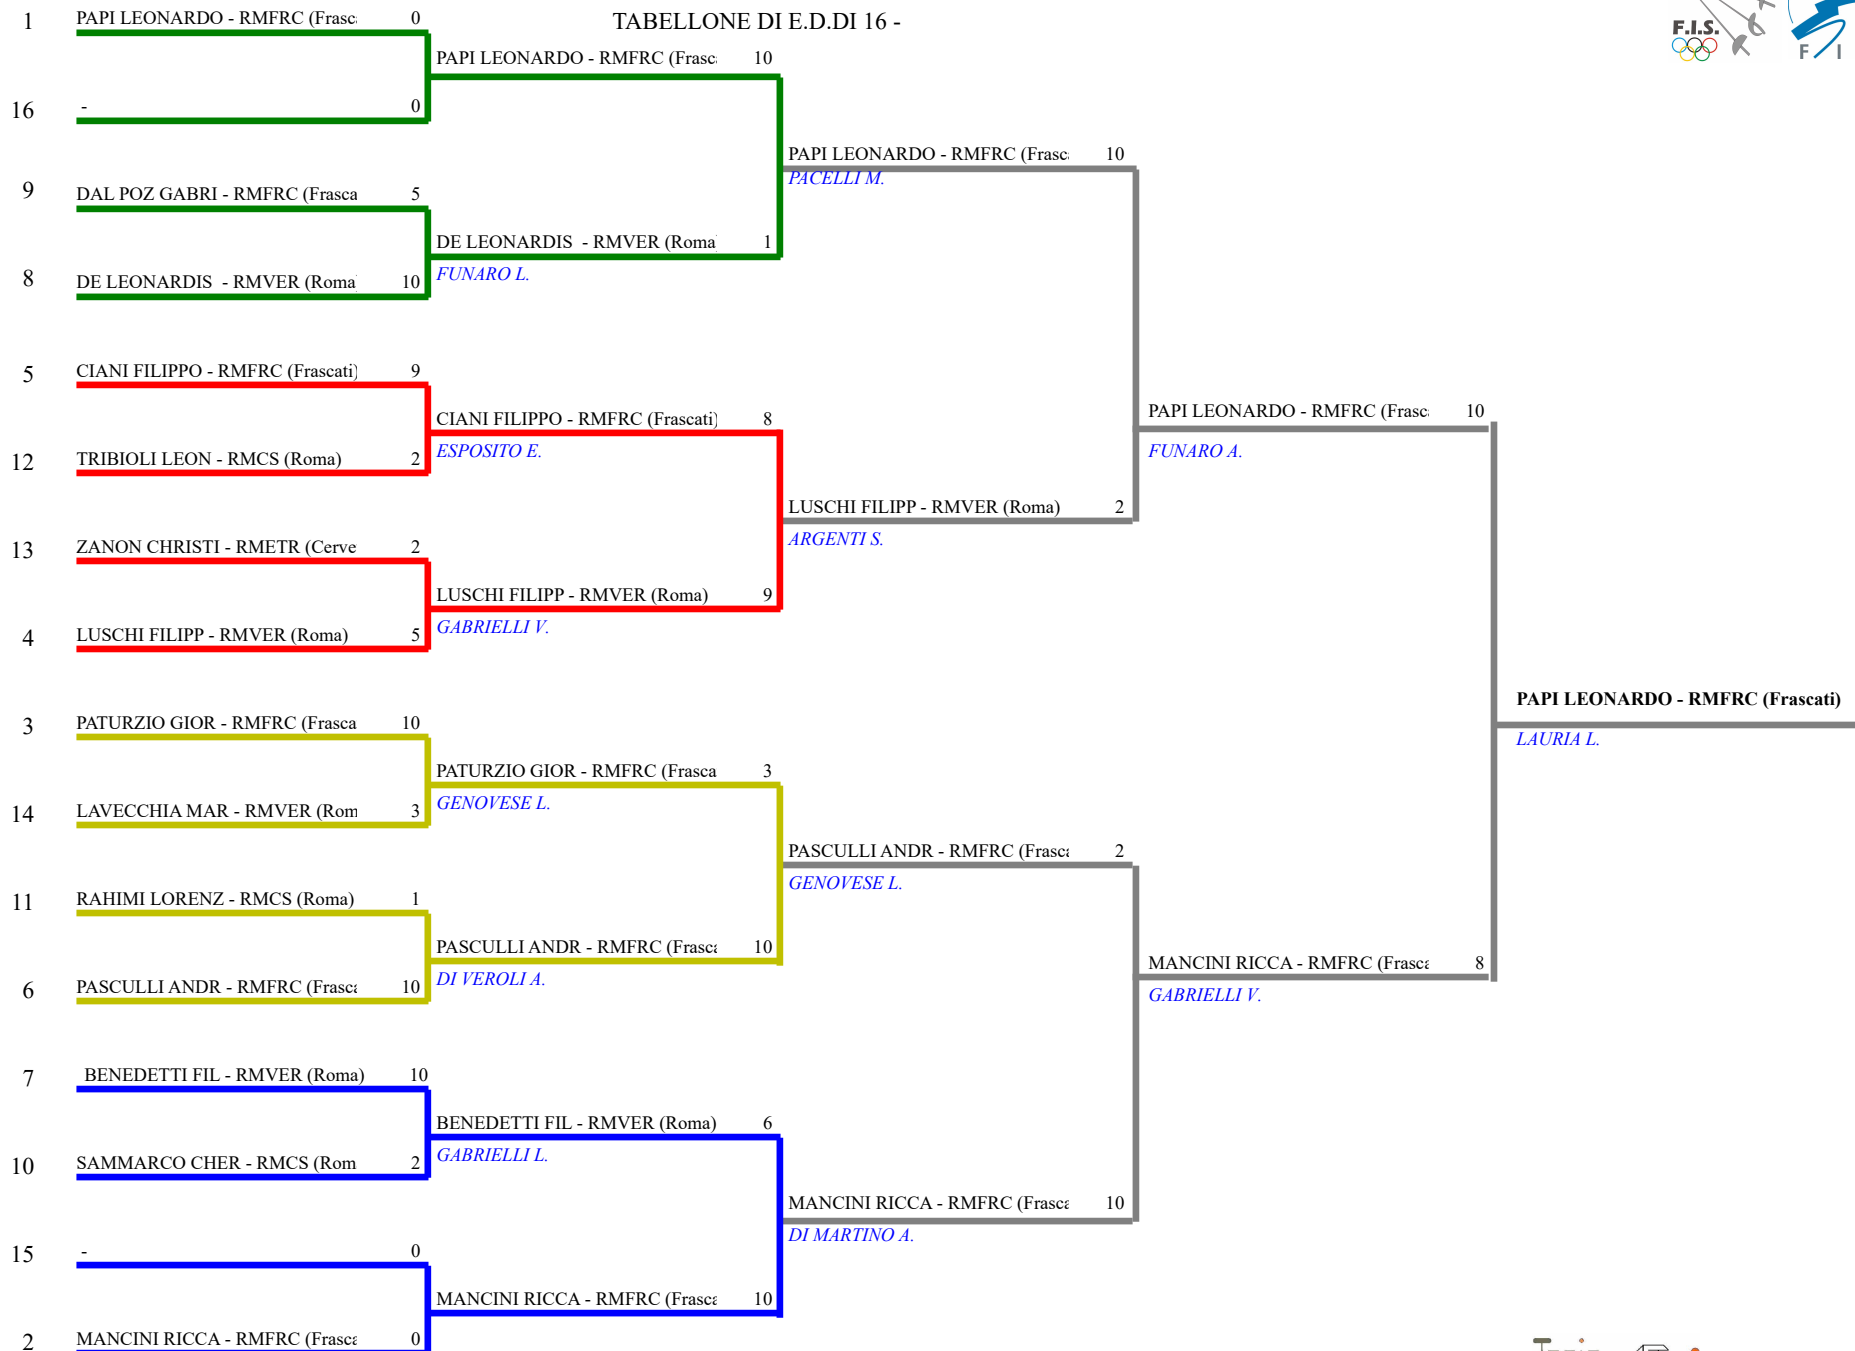 TABELLONE DI E.D.DI 16 -
F.I.S.
F I
1 PAPI LEONARDO - RMFRC (Frasc 0
PAPI LEONARDO - RMFRC (Frasc 10
16 - 0
PAPI LEONARDO - RMFRC (Frasc 10
PACELLI M.
9 DAL POZ GABRI - RMFRC (Frasca 5
DE LEONARDIS - RMVER (Roma 1
FUNARO L.
8 DE LEONARDIS - RMVER (Roma 10
5 CIANI FILIPPO - RMFRC (Frascati) 9
PAPI LEONARDO - RMFRC (Frasc 10
CIANI FILIPPO - RMFRC (Frascati) 8
ESPOSITO E.
FUNARO A.
12 TRIBIOLI LEON - RMCS (Roma) 2
LUSCHI FILIPP - RMVER (Roma) 2
ARGENTI S.
13 ZANON CHRISTI - RMETR (Cerve 2
LUSCHI FILIPP - RMVER (Roma) 9
GABRIELLI V.
4 LUSCHI FILIPP - RMVER (Roma) 5
PAPI LEONARDO - RMFRC (Frascati)
3 PATURZIO GIOR - RMFRC (Frasca 10
LAURIA L.
PATURZIO GIOR - RMFRC (Frasca 3
GENOVESE L.
14 LAVECCHIA MAR - RMVER (Rom 3
PASCULLI ANDR - RMFRC (Frasca 2
GENOVESE L.
11 RAHIMI LORENZ - RMCS (Roma) 1
PASCULLI ANDR - RMFRC (Frasca 10
MANCINI RICCA - RMFRC (Frasca 8
DI VEROLI A.
6 PASCULLI ANDR - RMFRC (Frasca 10
GABRIELLI V.
7 BENEDETTI FIL - RMVER (Roma) 10
BENEDETTI FIL - RMVER (Roma) 6
GABRIELLI L.
10 SAMMARCO CHER - RMCS (Rom 2
MANCINI RICCA - RMFRC (Frasca 10
DI MARTINO A.
15 - 0
MANCINI RICCA - RMFRC (Frasca 10
2 MANCINI RICCA - RMFRC (Frasca 0